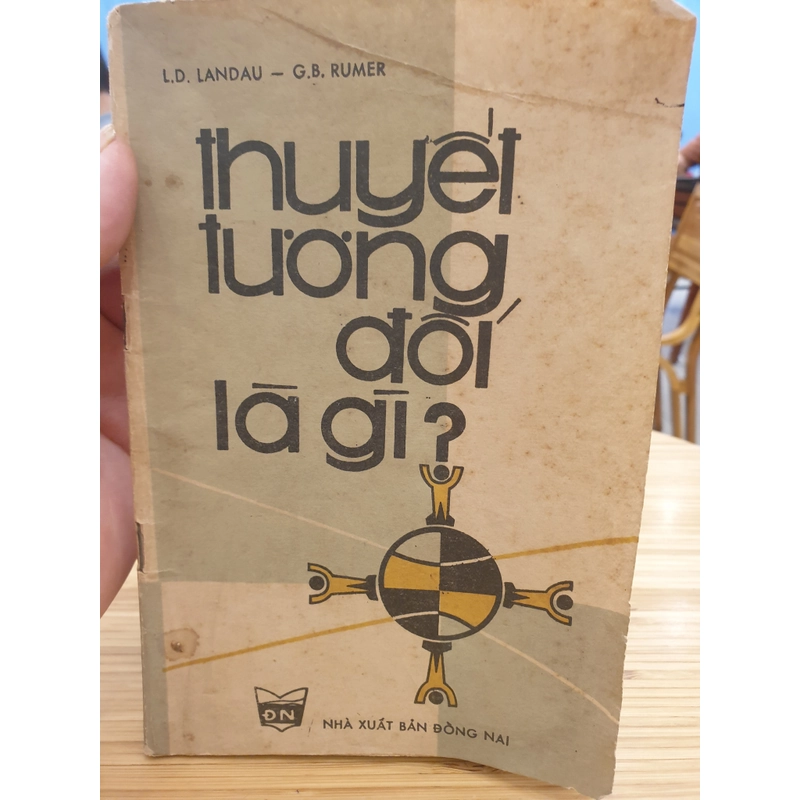 L.D. LANDAU — G.B. RUMER
thuyết
tương
đối
là gì?
ĐN
NHÀ XUẤT BẢN ĐỒNG NAI